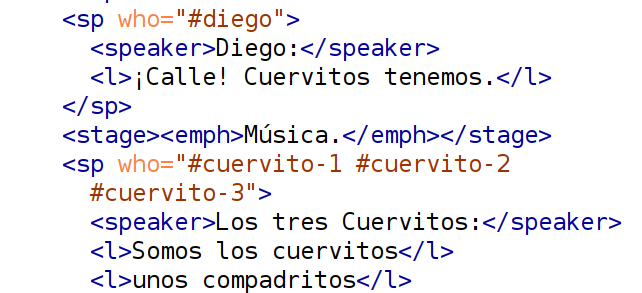 <sp who="#diego">
<speaker>Diego:</speaker>
<l>¡Calle! Cuervitos tenemos.</l>
</sp>
<stage><emph>Música.</emph></stage>
<sp who="#cuervito-1 #cuervito-2
#cuervito-3">
<speaker>Los tres Cuervitos:</speaker>
<l>Somos los cuervitos</l>
<l>unos compadritos</l>